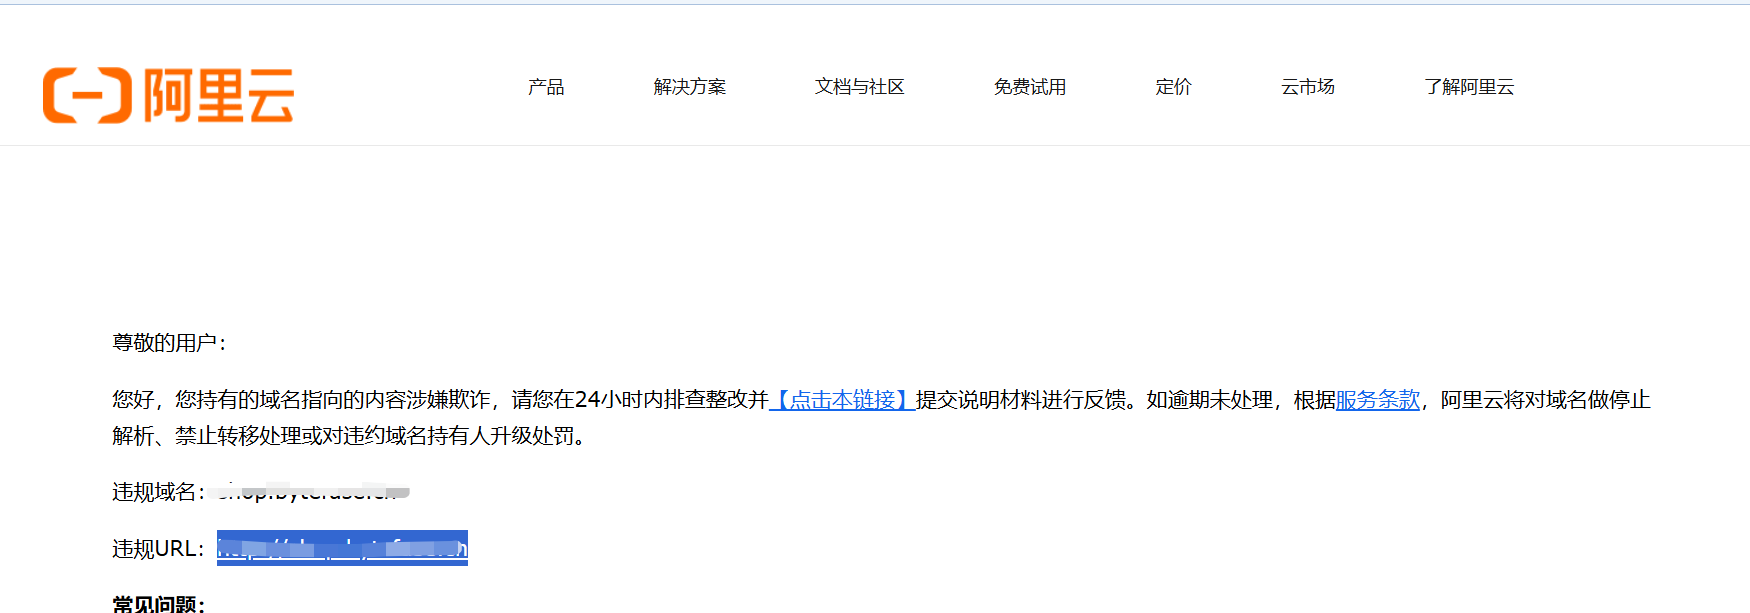 阿里云
产品 解决方案 文档与社区 免费试用 定价 云市场 了解阿里云
尊敬的用户：
您好，您持有的域名指向的内容涉嫌欺诈，请您在24小时内排查整改并【点击本链接】提交说明材料进行反馈。如逾期未处理，根据服务条款，阿里云将对域名做停止
解析、禁止转移处理或对违约域名持有人升级处罚。
违规域名：
违规URL：
常见问题：